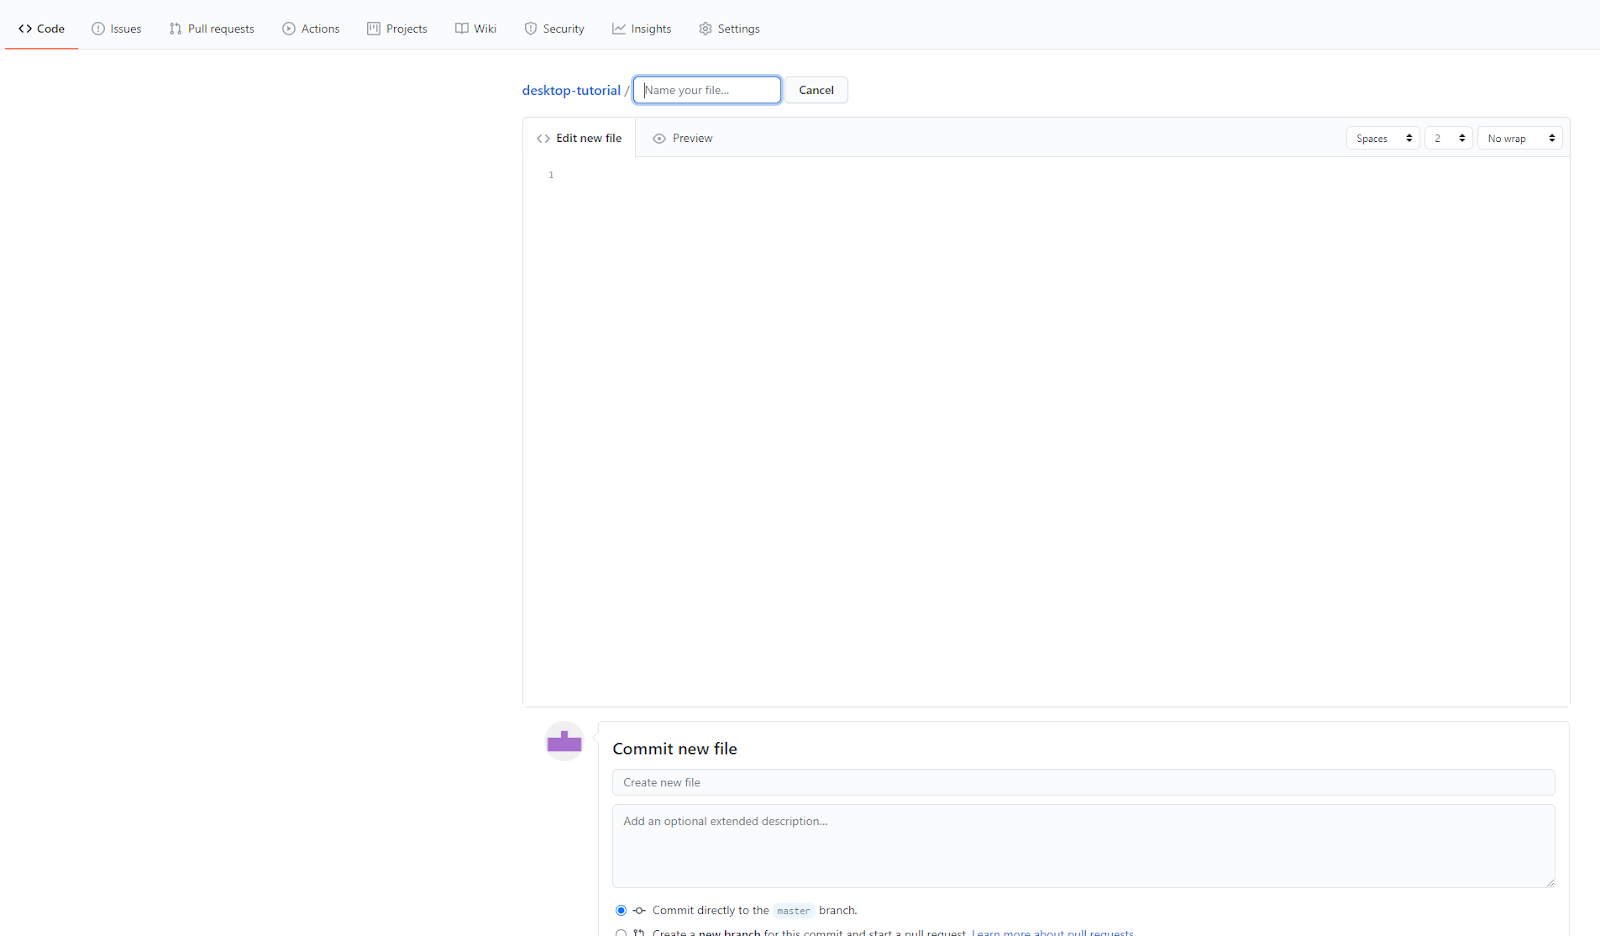 Code Issues Pull requests Actions Projects Wiki Security Insights Settings
desktop-tutorial / Name your file... Cancel
Edit new file Preview Spaces 2 No wrap
1
Commit new file
Create new file
Add an optional extended description...
Commit directly to the master branch.
Create a new branch for this commit and start a pull request. Learn more about pull requests.